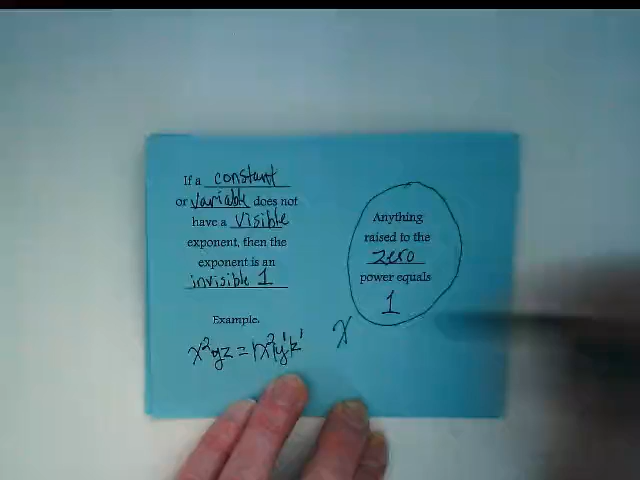 If a constant
or variable does not
have a visible
exponent, then the
exponent is an
invisible 1
Example.
x²yz = 1x²y¹z¹
Anything
raised to the
zero
power equals
1
x